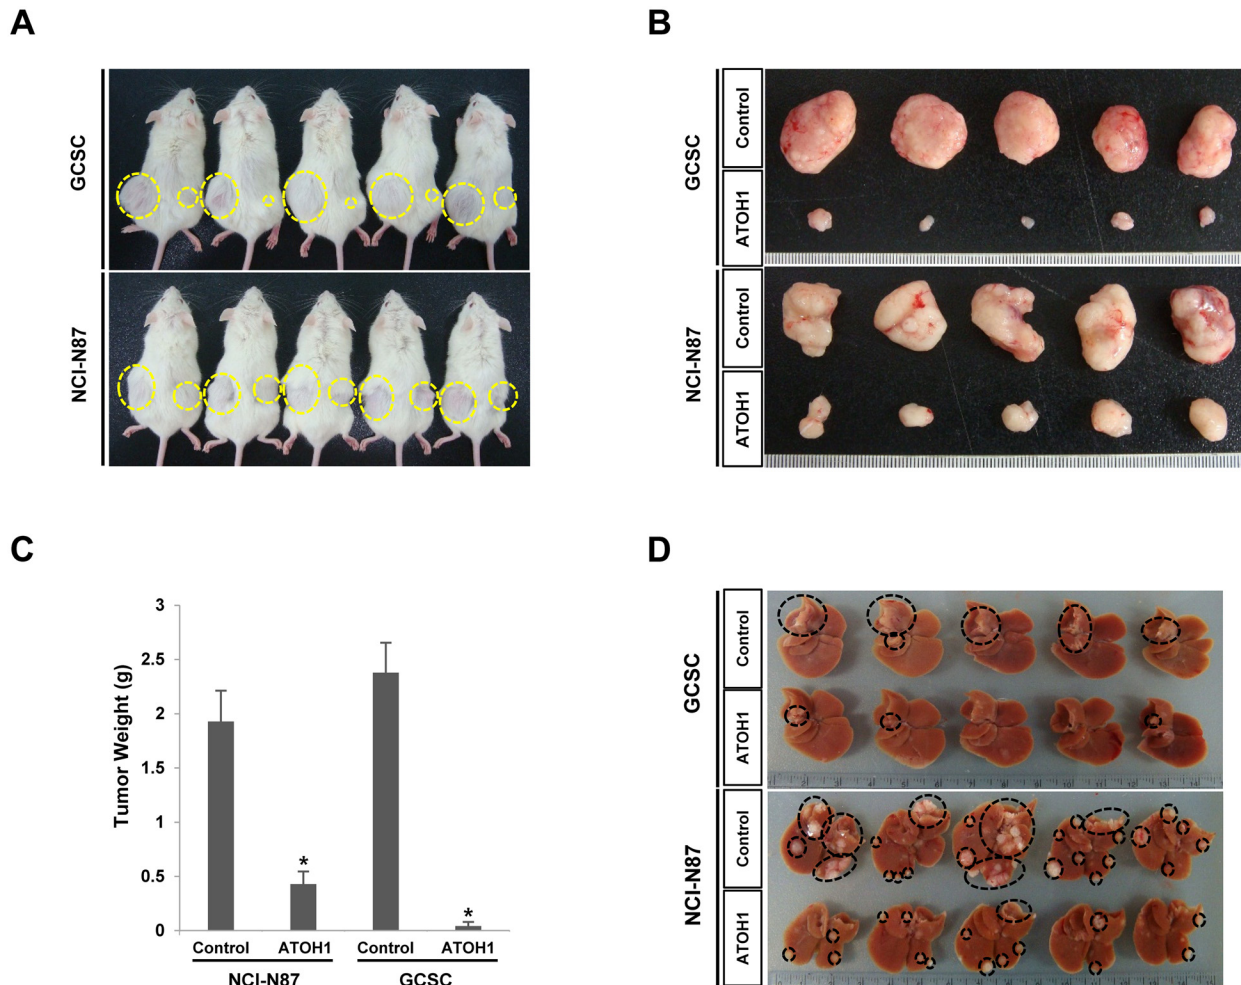 A
B
GCSC
NCI-N87
GCSC
Control
ATOH1
NCI-N87
Control
ATOH1
C
D
Tumor Weight (g)
3
2.5
2
1.5
1
0.5
0
*
*
Control ATOH1 Control ATOH1
NCI-N87 GCSC
GCSC
Control
ATOH1
NCI-N87
Control
ATOH1